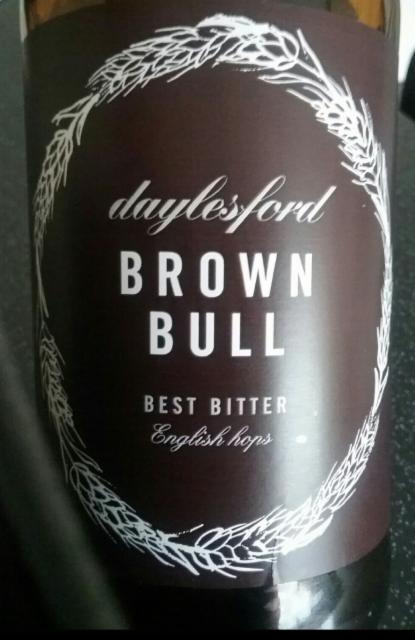 daylesford
BROWN
BULL
BEST BITTER
English hops